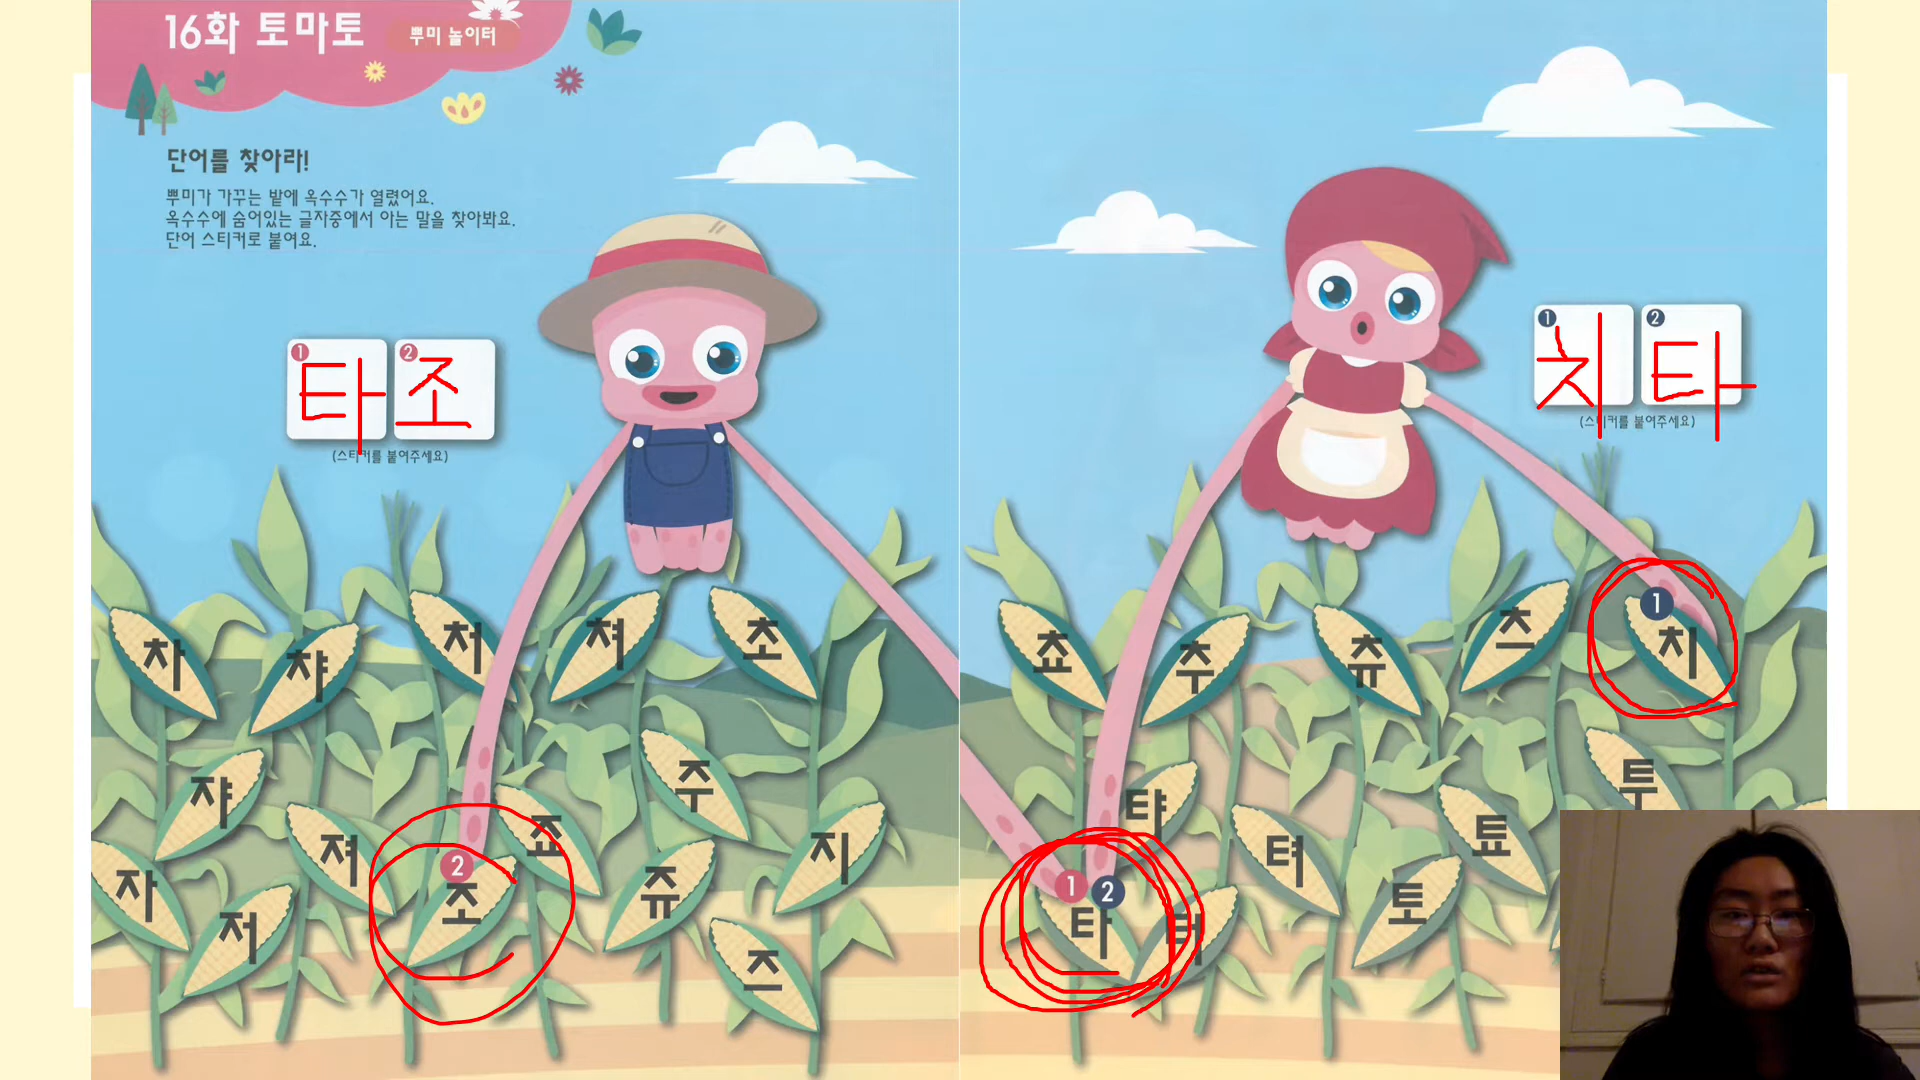 16화 토마토
뿌미 놀이터
단어를 찾아라!
뿌미가 가꾸는 밭에 옥수수가 열렸어요.
옥수수에 숨어있는 글자중에서 아는 말을 찾아봐요.
단어 스티커로 붙여요.
1 타 2 조
(스티커를 붙여주세요)
1 치 2 타
(스티커를 붙여주세요)
차 챠 처 쳐 초
쟈 져 죠 주 지
자 저 2 조 쥬 즈
쵸 추 츄 츠 1 치
탸 텨 툐 투
1 2 타 터 토